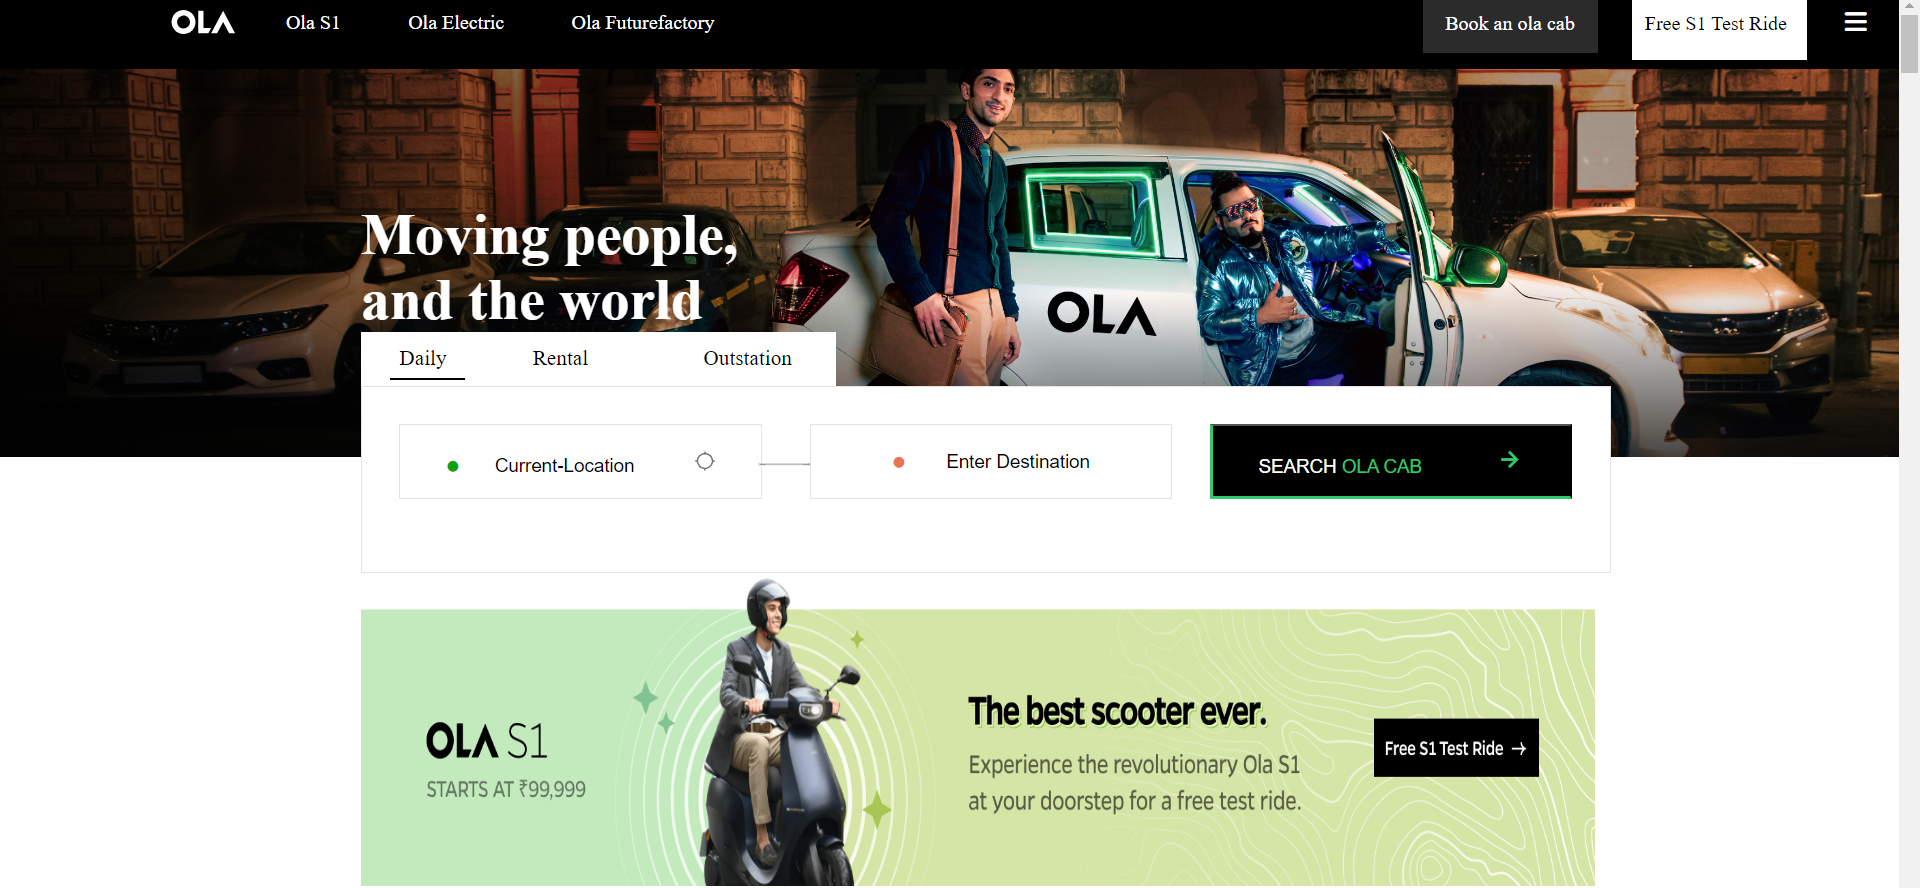 OLA
Ola S1
Ola Electric
Ola Futurefactory
Book an ola cab
Free S1 Test Ride
Moving people,
and the world
OLA
Daily
Rental
Outstation
Current-Location
Enter Destination
SEARCH OLA CAB
OLA S1
STARTS AT ₹99,999
The best scooter ever.
Experience the revolutionary Ola S1
at your doorstep for a free test ride.
Free S1 Test Ride →